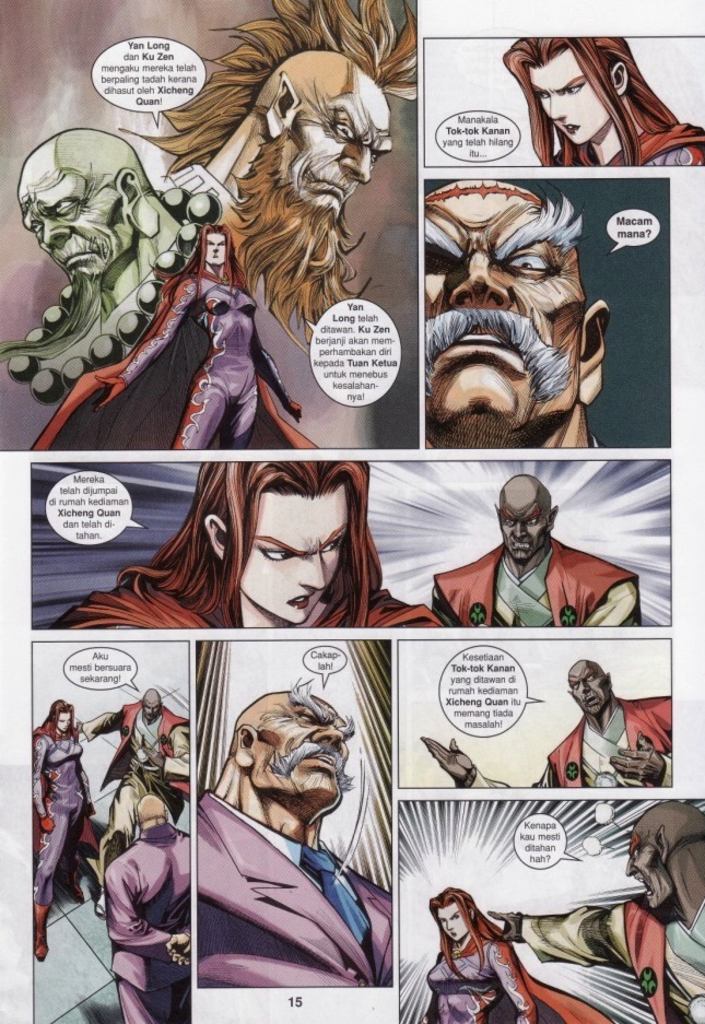 Yan Long
dan Ku Zen
mengaku mereka telah
berpaling tadah kerana
dihasut oleh Xicheng
Quan!
Yan
Long telah
ditawan. Ku Zen
berjanji akan mem-
perhambakan diri
kepada Tuan Ketua
untuk menebus
kesalahan-
nya!
Manakala
Tok-tok Kanan
yang telah hilang
itu...
Macam
mana?
Mereka
telah dijumpai
di rumah kediaman
Xicheng Quan
dan telah di-
tahan.
Aku
mesti bersuara
sekarang!
Cakap-
lah!
Kesetiaan
Tok-tok Kanan
yang ditawan di
rumah kediaman
Xicheng Quan itu
memang tiada
masalah!
Kenapa
kau mesti
ditahan
hah?
15